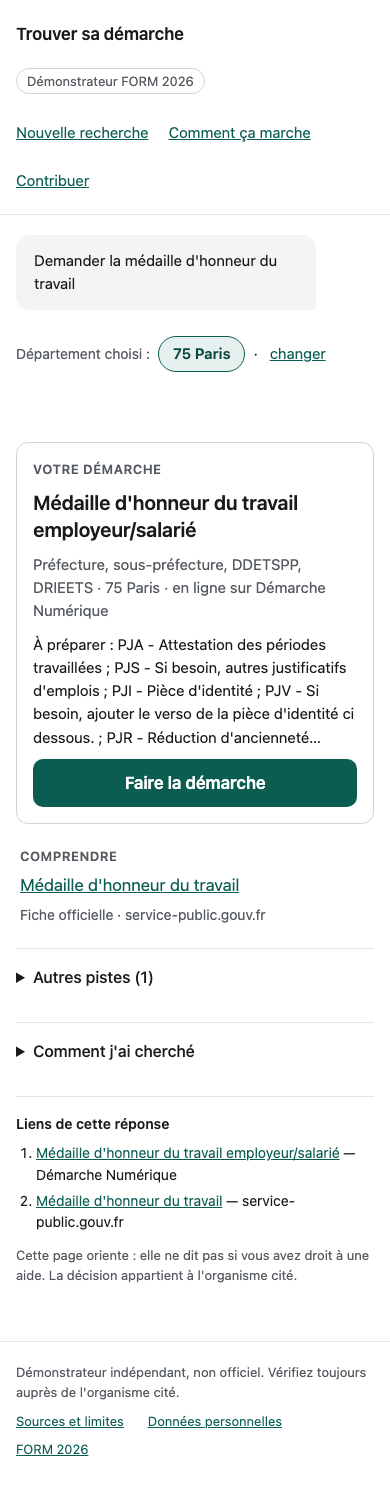 Trouver sa démarche
Démonstrateur FORM 2026
Nouvelle recherche Comment ça marche
Contribuer
Demander la médaille d'honneur du
travail
Département choisi : 75 Paris · changer
VOTRE DÉMARCHE
Médaille d'honneur du travail
employeur/salarié
Préfecture, sous-préfecture, DDETSPP,
DRIEETS · 75 Paris · en ligne sur Démarche
Numérique
À préparer : PJA - Attestation des périodes
travaillées ; PJS - Si besoin, autres justificatifs
d'emplois ; PJI - Pièce d'identité ; PJV - Si
besoin, ajouter le verso de la pièce d'identité ci
dessous. ; PJR - Réduction d'ancienneté...
Faire la démarche
COMPRENDRE
Médaille d'honneur du travail
Fiche officielle · service-public.gouv.fr
Autres pistes (1)
Comment j'ai cherché
Liens de cette réponse
1. Médaille d'honneur du travail employeur/salarié —
Démarche Numérique
2. Médaille d'honneur du travail — service-
public.gouv.fr
Cette page oriente : elle ne dit pas si vous avez droit à une
aide. La décision appartient à l'organisme cité.
Démonstrateur indépendant, non officiel. Vérifiez toujours
auprès de l'organisme cité.
Sources et limites Données personnelles
FORM 2026